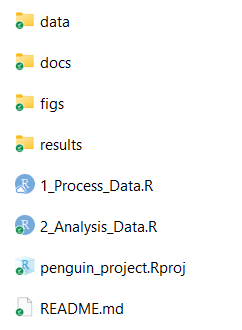 data
docs
figs
results
1_Process_Data.R
2_Analysis_Data.R
penguin_project.Rproj
README.md